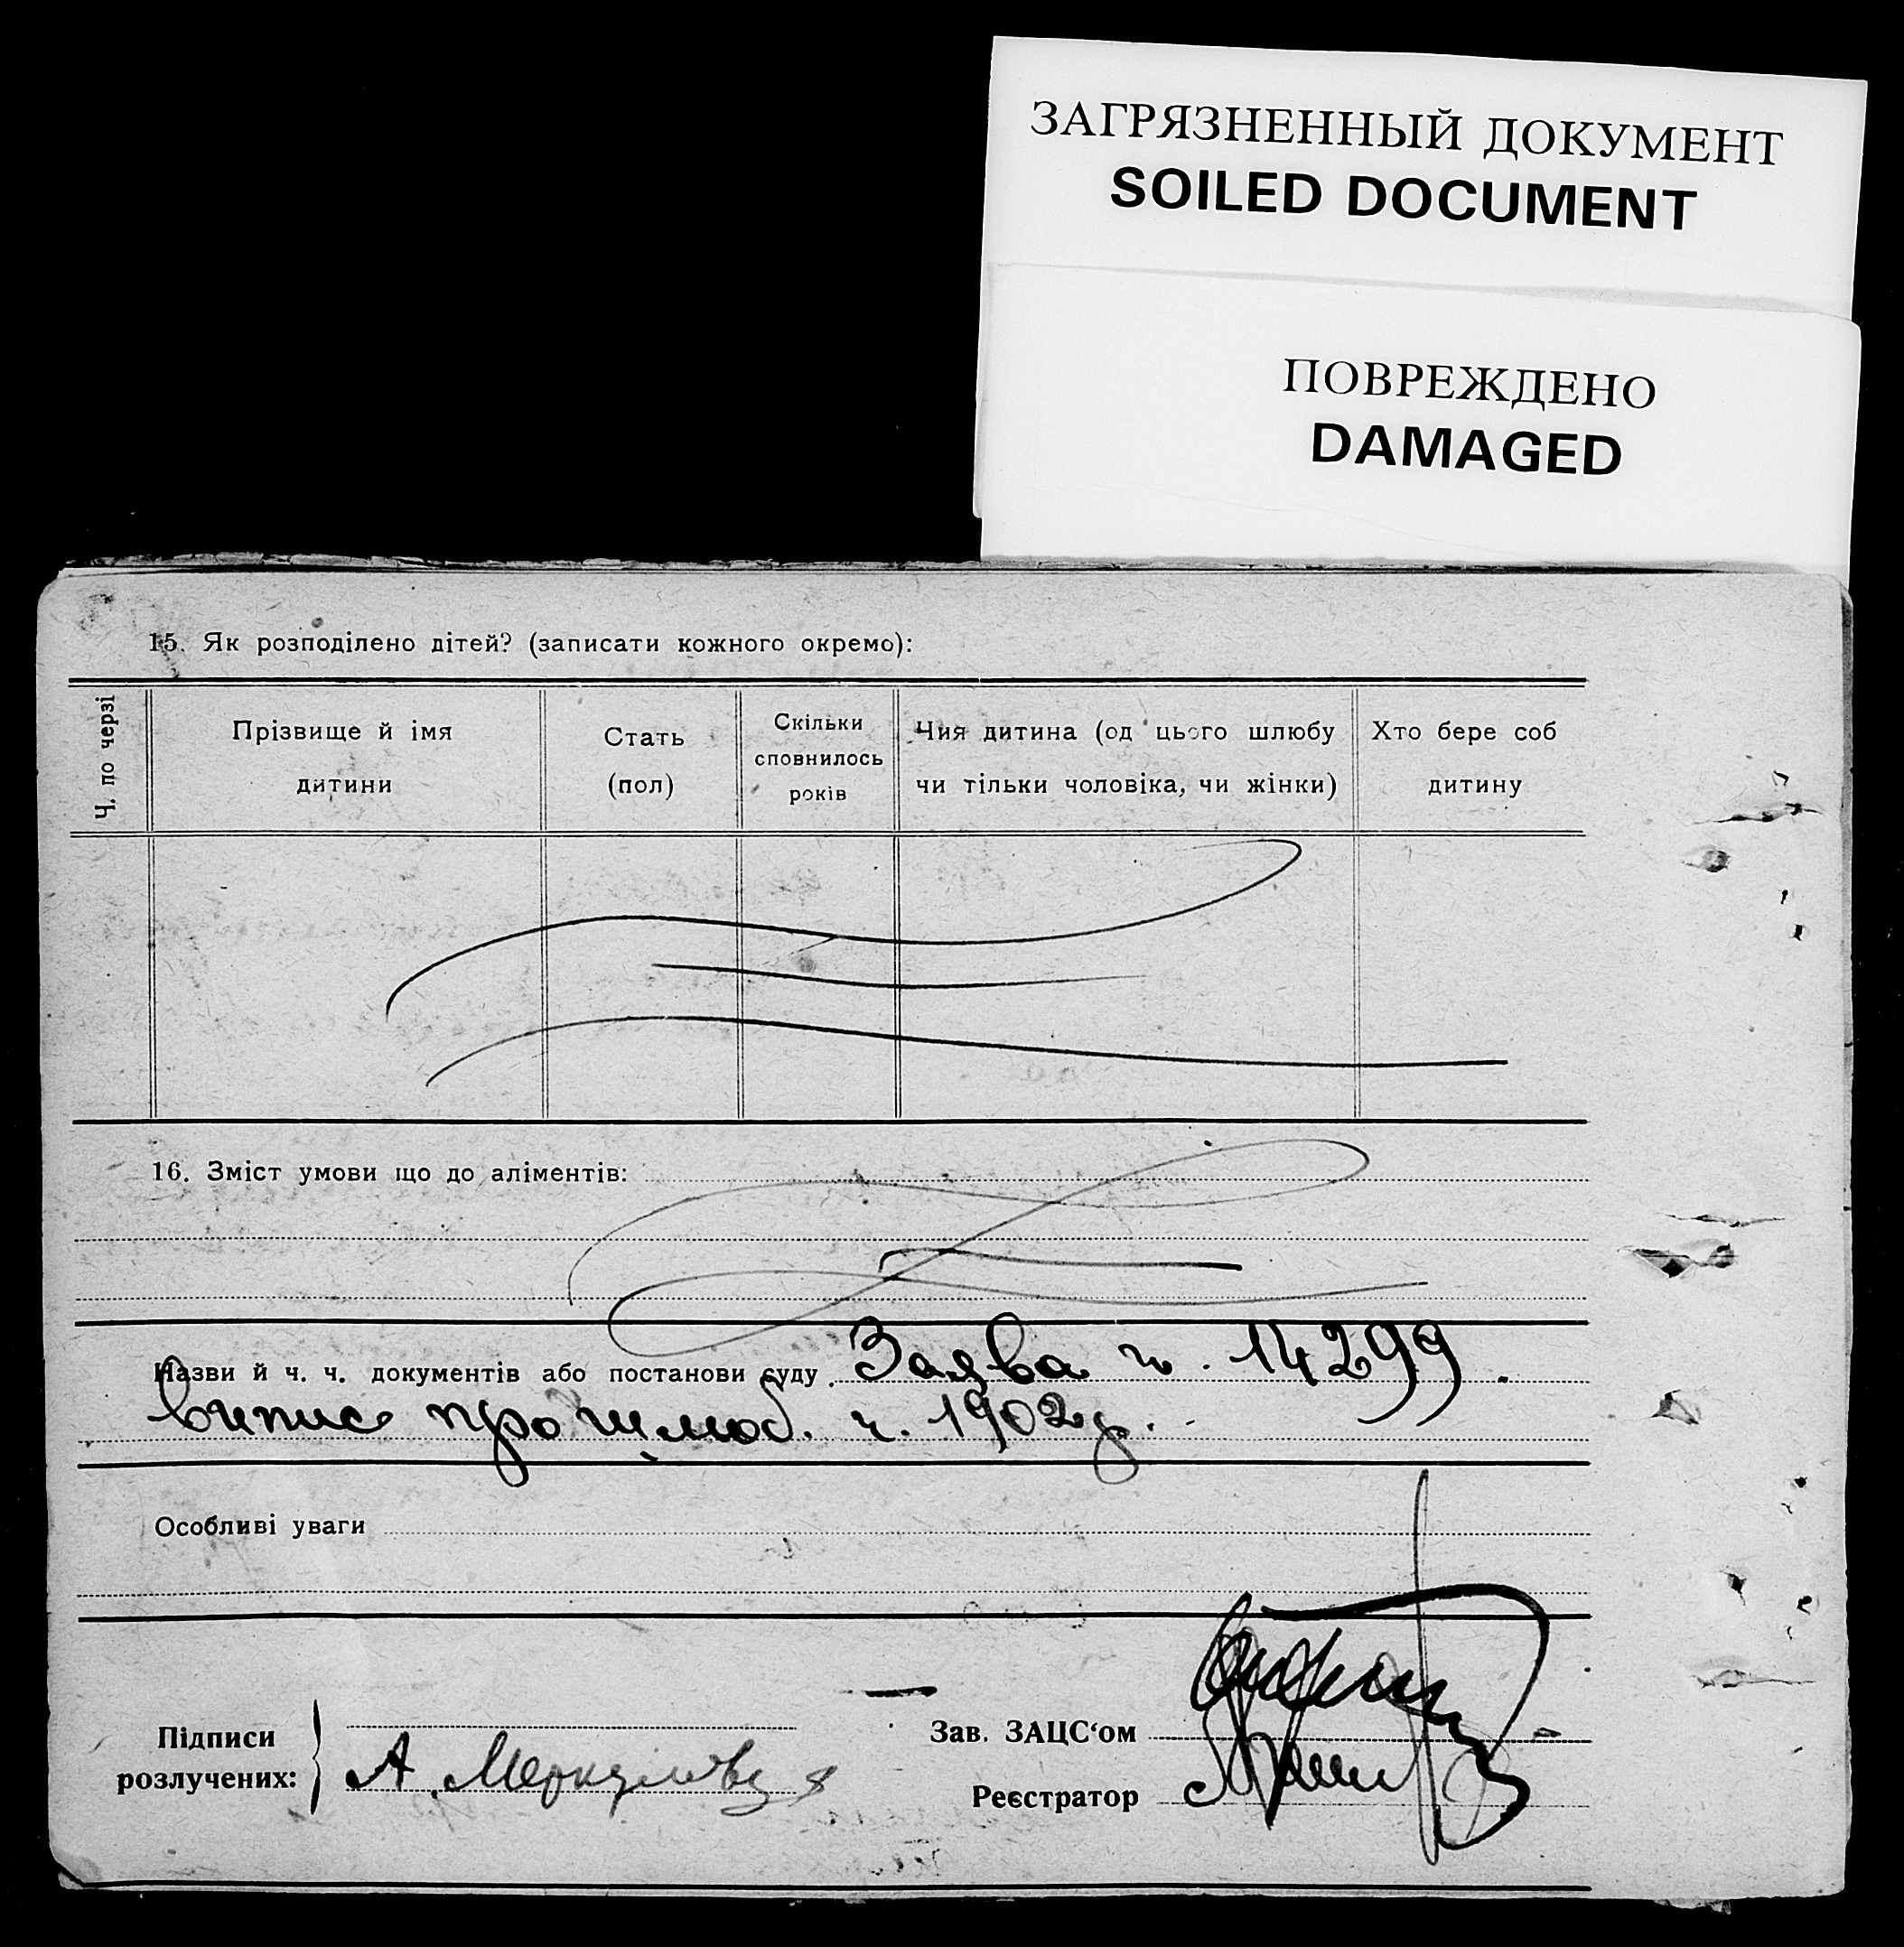 ЗАГРЯЗНЕННЫЙ ДОКУМЕНТ
SOILED DOCUMENT
ПОВРЕЖДЕНО
DAMAGED
15. Як розподілено дітей? (записати кожного окремо):
Ч. по черзі
Прізвище й імя
дитини
Стать
(пол)
Скільки
сповнилось
років
Чия дитина (од цього шлюбу
чи тільки чоловіка, чи жінки)
Хто бере соб
дитину
16. Зміст умови що до аліментів:
Назви й ч. ч. документів або постанови суду Заява ч. 14299.
Випис про шлюб. ч. 1902р.
Особливі уваги
Підписи
розлучених:
А. Меркулова
Зав. ЗАЦС‘ом
Реєстратор